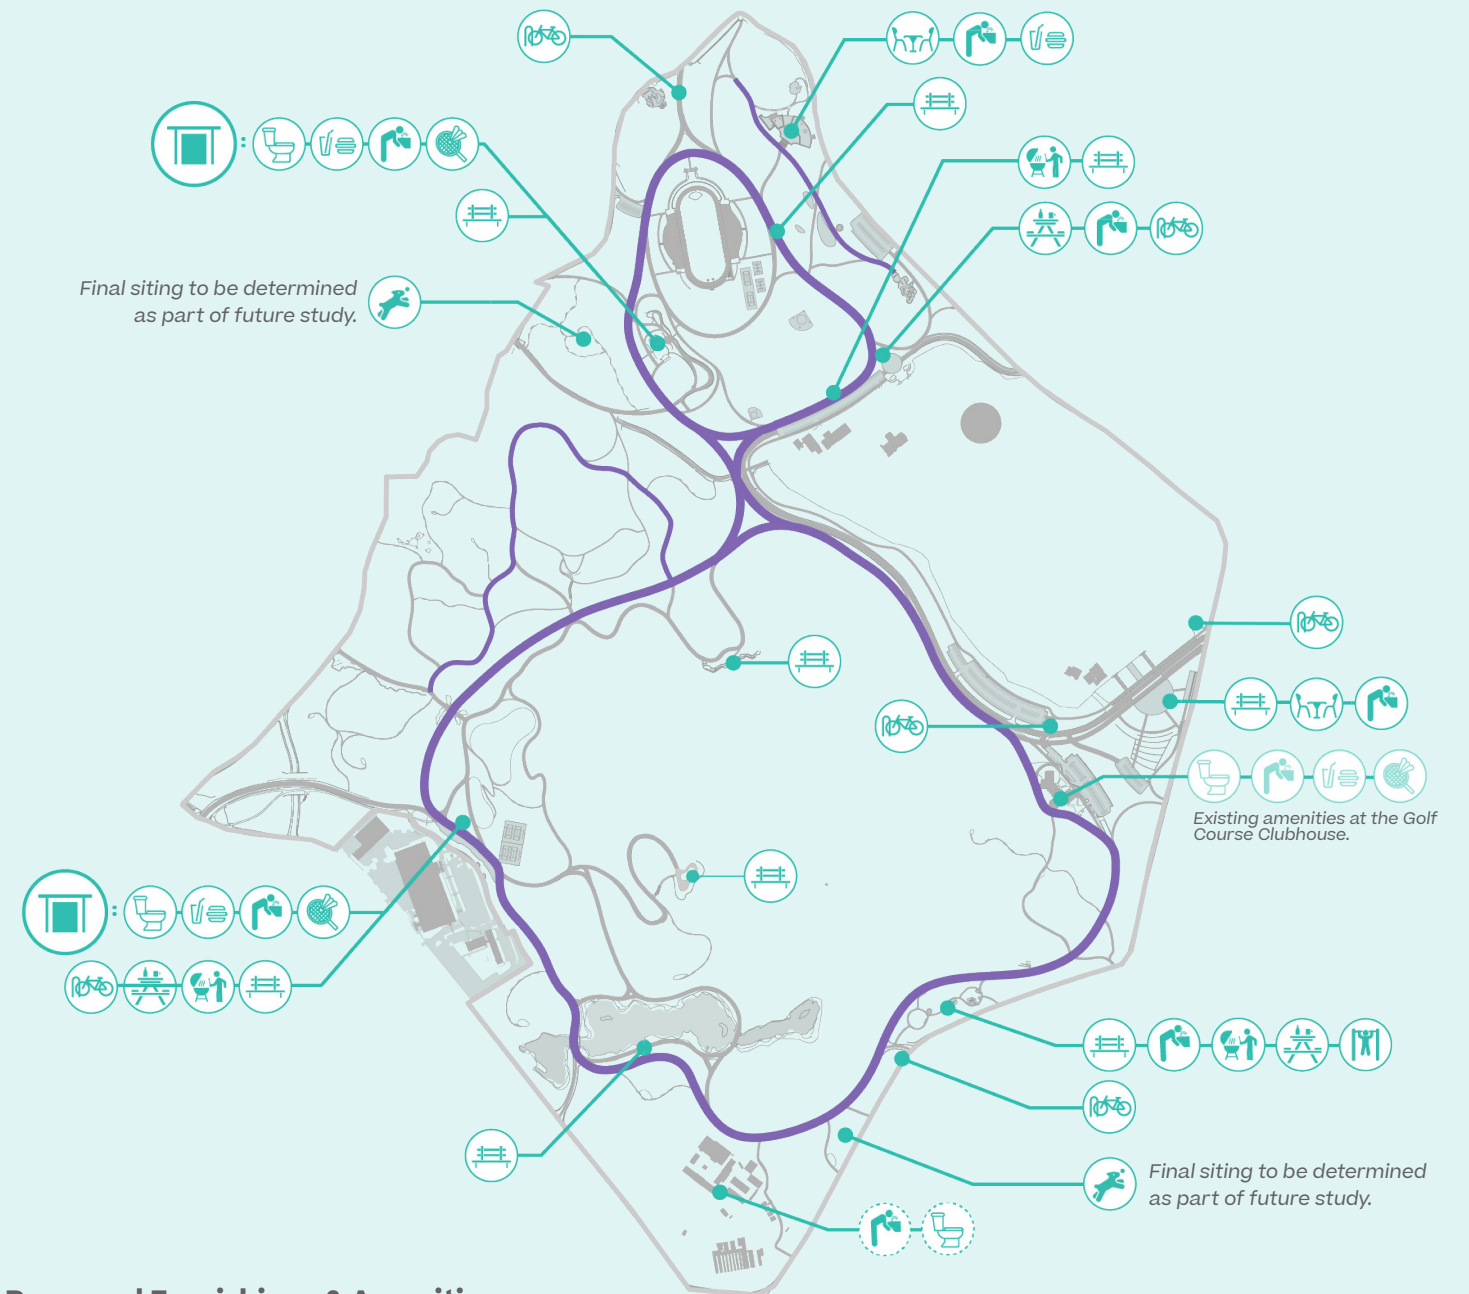 Final siting to be determined
as part of future study.
Existing amenities at the Golf
Course Clubhouse.
Final siting to be determined
as part of future study.